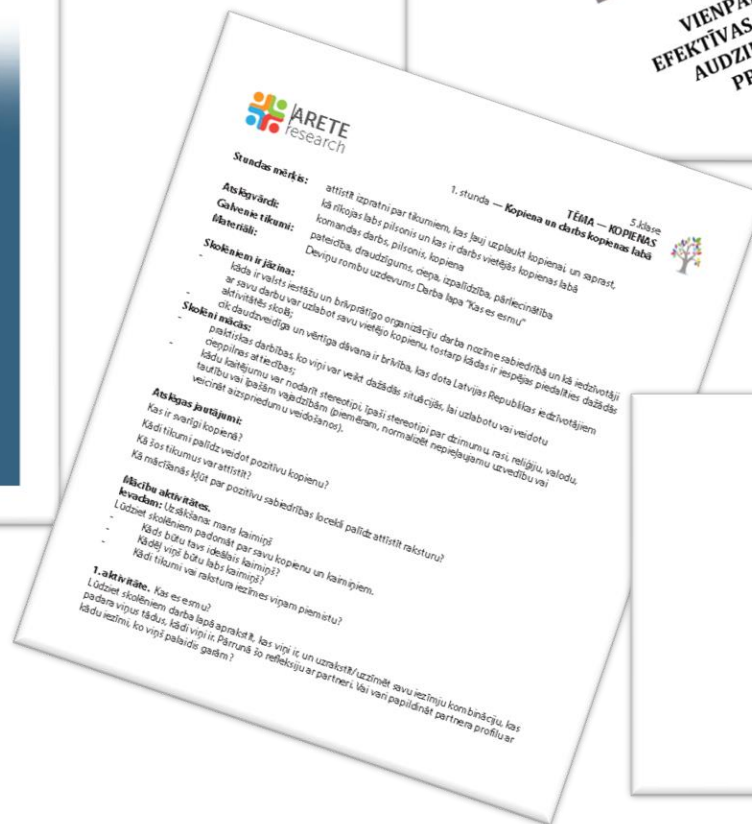 VIENPA
EFEKTĪVAS
AUDZI
PR
ARETE
research
5.klase
TĒMA — KOPIENAS
1. stunda — Kopiena un darbs kopienas labā
Stundas mērķis: attīstīt izpratni par tikumiem, kas ļauj uzplaukt kopienai, un saprast,
kā rīkojas labs pilsonis un kas ir darbs vietējās kopienas labā
Atslēgvārdi: komandas darbs, pilsonis, kopiena
Galvenie tikumi: pateicība, draudzīgums, cieņa, izpalīdzība, pārliecinātība
Materiāli: Deviņu rombu uzdevums Darba lapa "Kas es esmu"
Skolēniem ir jāzina:
- kāda ir valsts iestāžu un brīvprātīgo organizāciju darba nozīme sabiedrībā un kā iedzīvotāji
ar savu darbu var uzlabot savu vietējo kopienu, tostarp kādas ir iespējas piedalīties dažādās
aktivitātēs skolā;
- cik daudzveidīga un vērtīga dāvana ir brīvība, kas dota Latvijas Republikas iedzīvotājiem
Skolēni mācās:
- praktiskas darbības, ko viņi var veikt dažādās situācijās, lai uzlabotu vai veidotu
cieņpilnas attiecības;
- kādu kaitējumu var nodarīt stereotipi, īpaši stereotipi par dzimumu, rasi, reliģiju, valodu,
tautību vai īpašām vajadzībām (piemēram, normalizēt nepieļaujamu uzvedību vai
veicināt aizspriedumu veidošanos).
Atslēgas jautājumi:
Kas ir svarīgi kopienā?
Kādi tikumi palīdz veidot pozitīvu kopienu?
Kā šos tikumus var attīstīt?
Kā mācīšanās kļūt par pozitīvu sabiedrības locekli palīdz attīstīt raksturu?
Mācību aktivitātes.
Ievadam: Uzsākšana: mans kaimiņš
Lūdziet skolēniem padomāt par savu kopienu un kaimiņiem.
- Kāds būtu tavs ideālais kaimiņš?
- Kādēļ viņš būtu labs kaimiņš?
- Kādi tikumi vai rakstura iezīmes viņam piemistu?
1.aktivitāte. Kas es esmu?
Lūdziet skolēniem darba lapā aprakstīt, kas viņi ir, un uzrakstīt/uzzīmēt savu iezīmju kombināciju, kas
padara viņus tādus, kādi viņi ir. Pārrunā šo refleksiju ar partneri. Vai vari papildināt partnera profilu ar
kādu iezīmi, ko viņš palaidis garām?